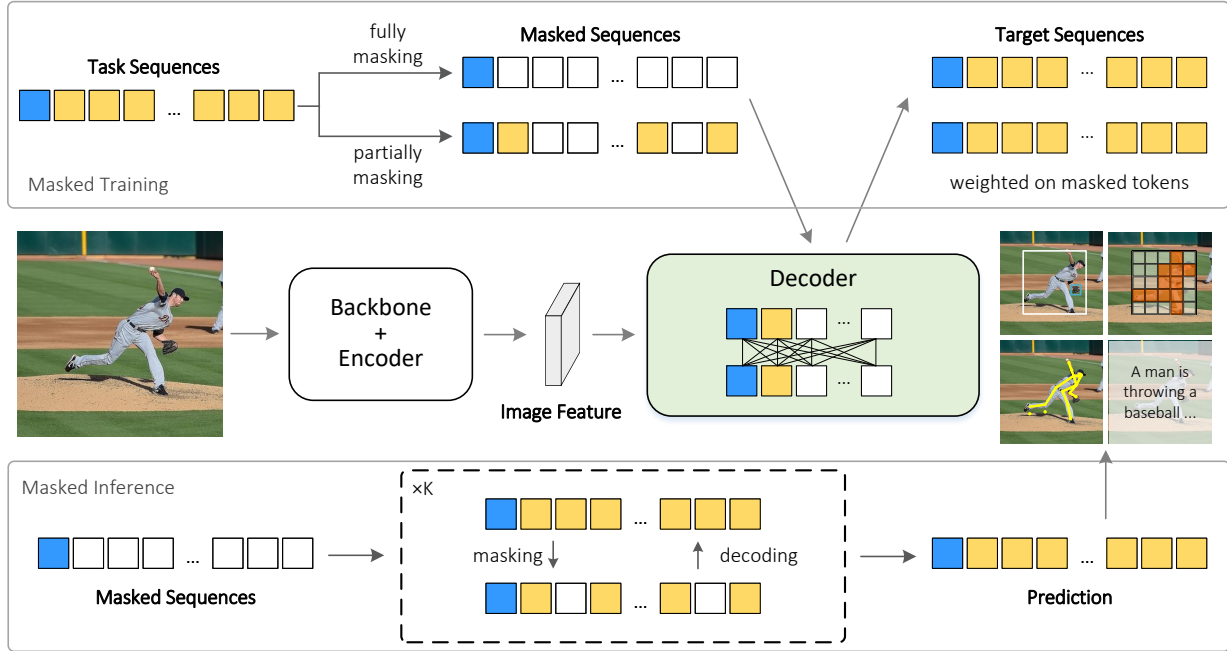 fully
masking
Masked Sequences
Target Sequences
Task Sequences
...
...
...
...
...
partially
masking
Masked Training
weighted on masked tokens
Backbone
+
Encoder
Image Feature
Decoder
...
...
A man is
throwing a
baseball ...
Masked Inference
×K
...
masking
decoding
...
...
...
Masked Sequences
Prediction